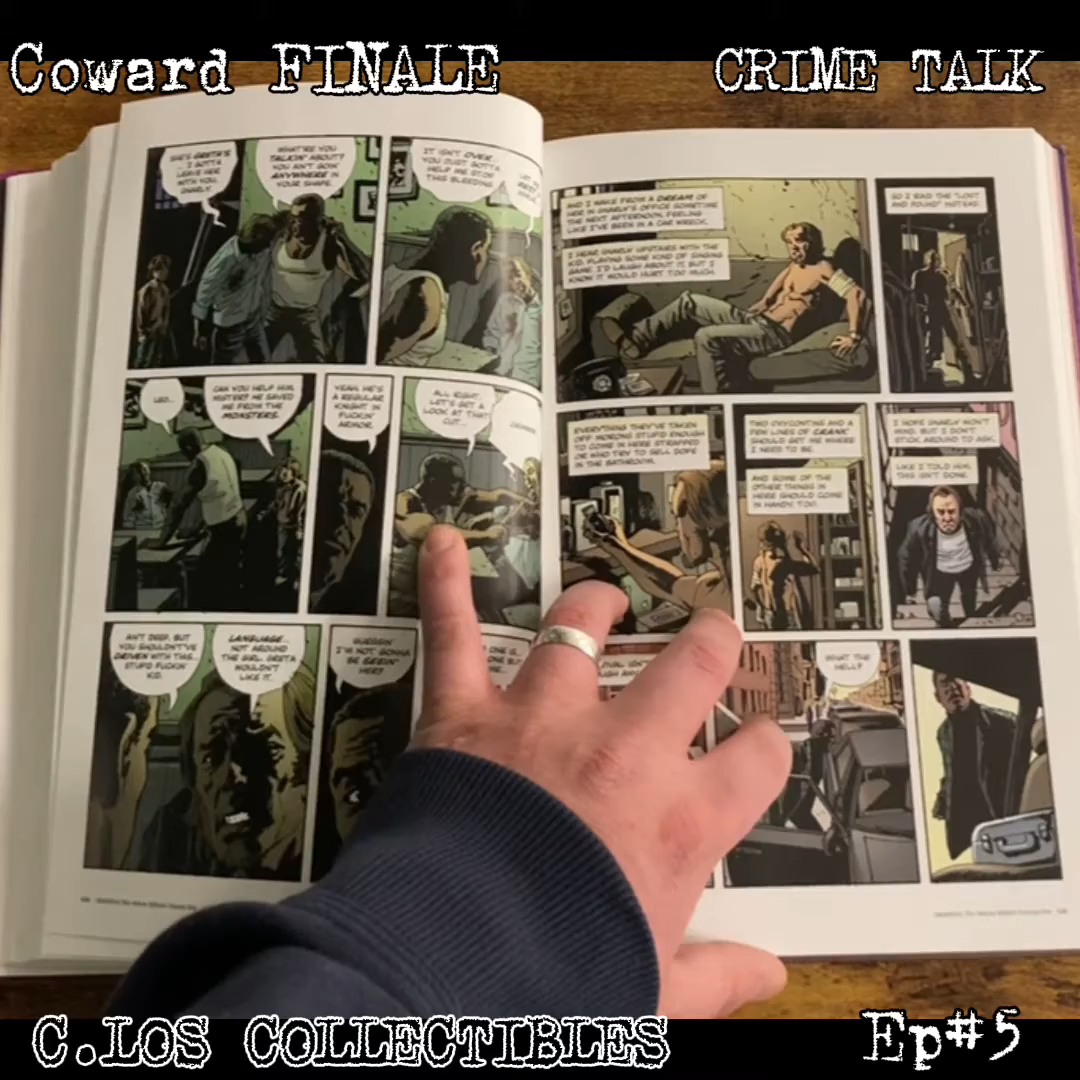 Coward FINALE
CRIME TALK
SHE'S GRETA'S
... I GOTTA
LEAVE HER
WITH YOU,
GNARLY.
WHAT'RE YOU
TALKIN' ABOUT?
YOU AIN'T GOIN'
ANYWHERE IN
YOUR SHAPE.
IT ISN'T OVER...
YOU JUST GOTTA
HELP ME STOP
THIS BLEEDING.
LEO...
CAN YOU HELP HIM,
MISTER? HE SAVED
ME FROM THE
MONSTERS.
YEAH, HE'S
A REGULAR
KNIGHT IN
FUCKIN'
ARMOR.
ALL RIGHT,
LET'S GET A
LOOK AT THAT
CUT...
AIN'T DEEP, BUT
YOU SHOULDN'T'VE
DRIVEN WITH THIS...
STUPID FUCKIN'
KID.
LANGUAGE...
NOT AROUND
THE GIRL. GRETA
WOULDN'T
LIKE IT.
GUESSIN'
I'M NOT GONNA
BE SEEIN'
HER?
AND I WAKE FROM A DREAM OF
HER IN GNARLY'S OFFICE SOMETIME
THE NEXT AFTERNOON, FEELING
LIKE I'VE BEEN IN A CAR WRECK.
I HEAR GNARLY UPSTAIRS WITH THE
KID, PLAYING SOME KIND OF SINGING
GAME. I'D LAUGH ABOUT IT BUT I
KNOW IT WOULD HURT TOO MUCH.
SO I RAID THE "LOST
AND FOUND" INSTEAD.
EVERYTHING THEY'VE TAKEN
OFF MORONS STUPID ENOUGH
TO COME IN HERE STRAPPED
OR WHO TRY TO SELL DOPE
IN THE BATHROOM.
TWO OXYCONTINS AND A
FEW LINES OF CRANK
SHOULD GET ME WHERE
I NEED TO BE.
AND SOME OF THE
OTHER THINGS IN
HERE SHOULD COME
IN HANDY, TOO.
I HOPE GNARLY WON'T
MIND, BUT I DON'T
STICK AROUND TO ASK.
LIKE I TOLD HIM,
THIS ISN'T DONE.
WHAT THE
HELL?
C.LOS COLLECTIBLES
Ep#5